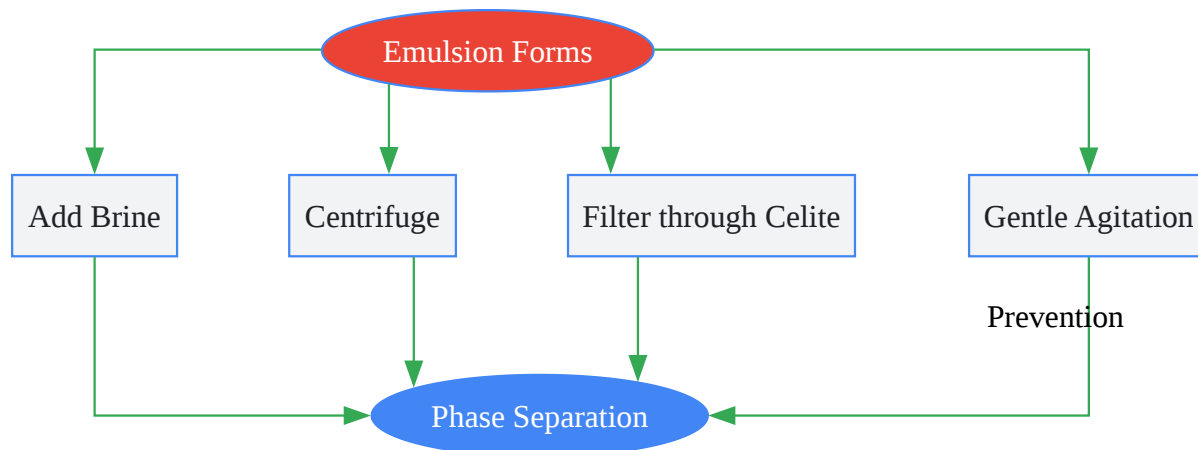 Emulsion Forms
Add Brine
Centrifuge
Filter through Celite
Gentle Agitation
Prevention
Phase Separation